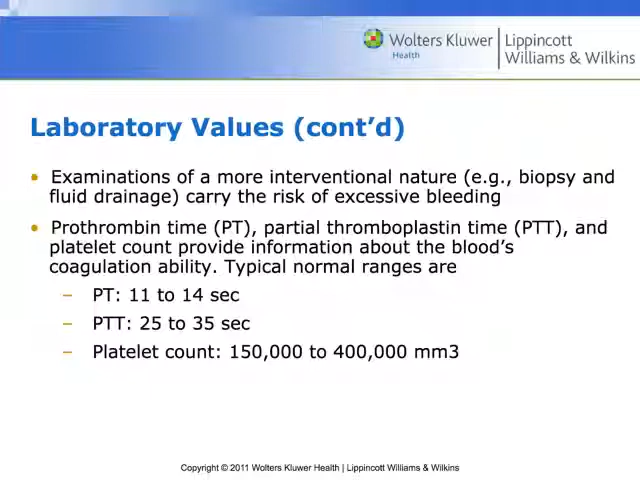 Wolters Kluwer
Health
Lippincott
Williams & Wilkins
Laboratory Values (cont’d)
• Examinations of a more interventional nature (e.g., biopsy and
fluid drainage) carry the risk of excessive bleeding
• Prothrombin time (PT), partial thromboplastin time (PTT), and
platelet count provide information about the blood’s
coagulation ability. Typical normal ranges are
– PT: 11 to 14 sec
– PTT: 25 to 35 sec
– Platelet count: 150,000 to 400,000 mm3
Copyright © 2011 Wolters Kluwer Health | Lippincott Williams & Wilkins